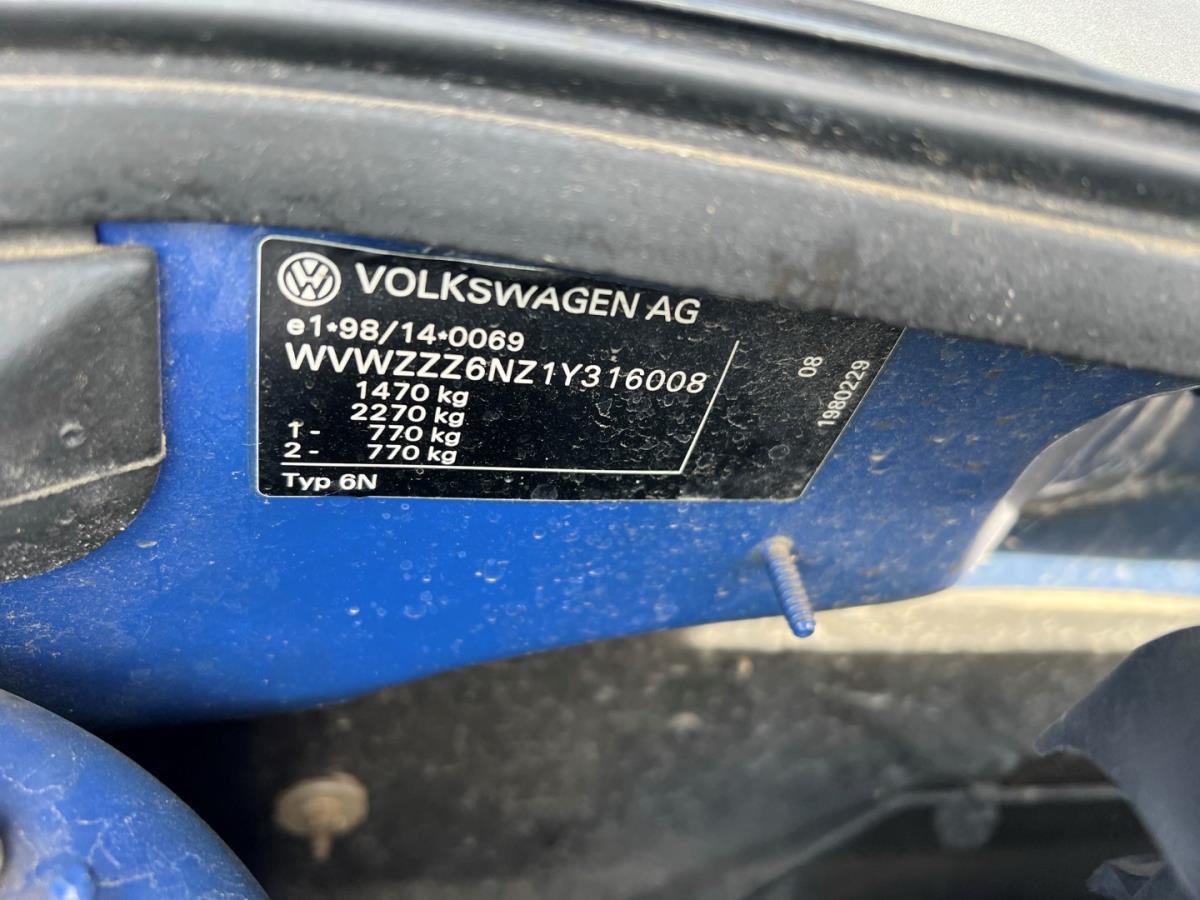 VOLKSWAGEN AG
e1*98/14*0069
WVWZZZ6NZ1Y316008
1470 kg
2270 kg
1- 770 kg
2- 770 kg
Typ 6N
08
1980229